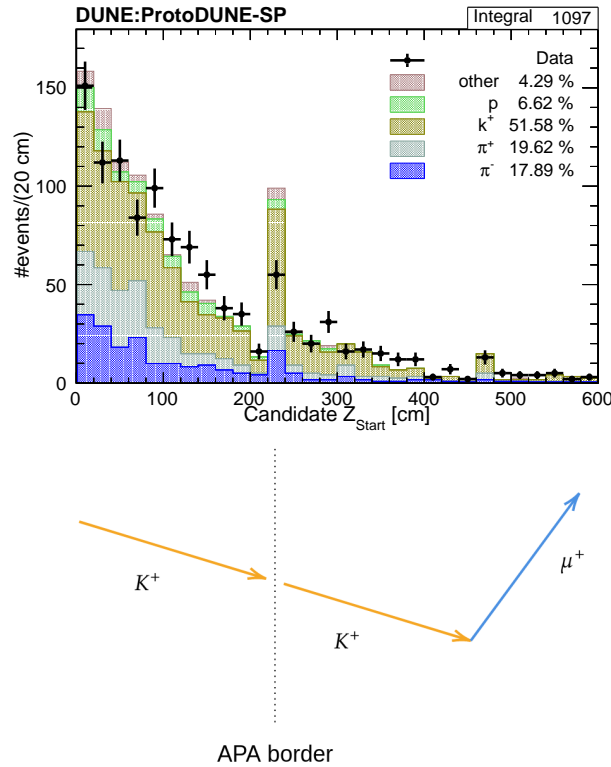 DUNE:ProtoDUNE-SP
Integral 1097
Data
other 4.29 %
p 6.62 %
k+ 51.58 %
π+ 19.62 %
π- 17.89 %
#events/(20 cm)
150
100
50
0
0 100 200 300 400 500 600
Candidate Z_Start [cm]
K+
K+
μ+
APA border